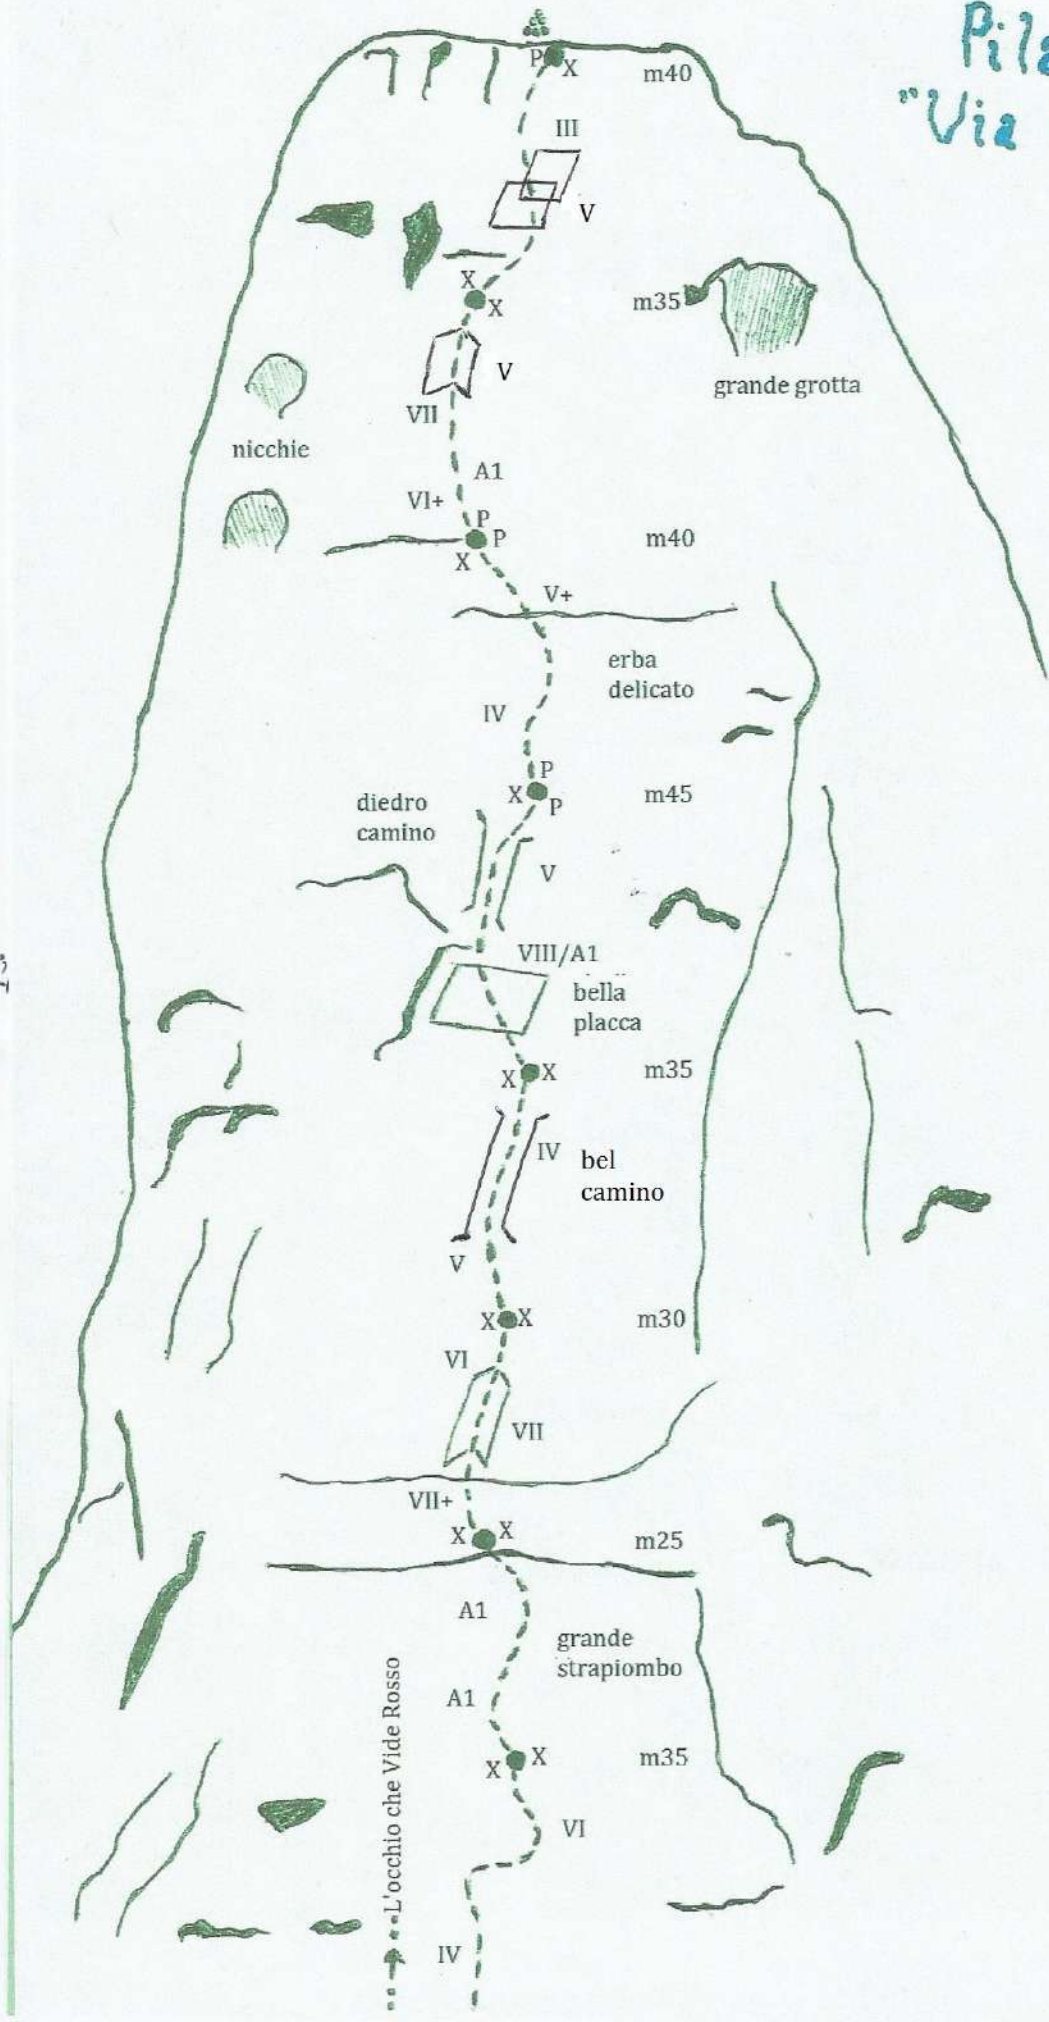 "Via
P X
m40
III
V
X
X
m35
V
grande grotta
VII
nicchie
A1
VI+
P
P
X
m40
V+
erba
delicato
IV
P
X
P
m45
diedro
camino
V
VIII/A1
bella
placca
X X
m35
IV
bel
camino
V
X X
m30
VI
VII
VII+
X X
m25
A1
grande
strapiombo
A1
L'occhio che Vide Rosso
X X
m35
VI
IV